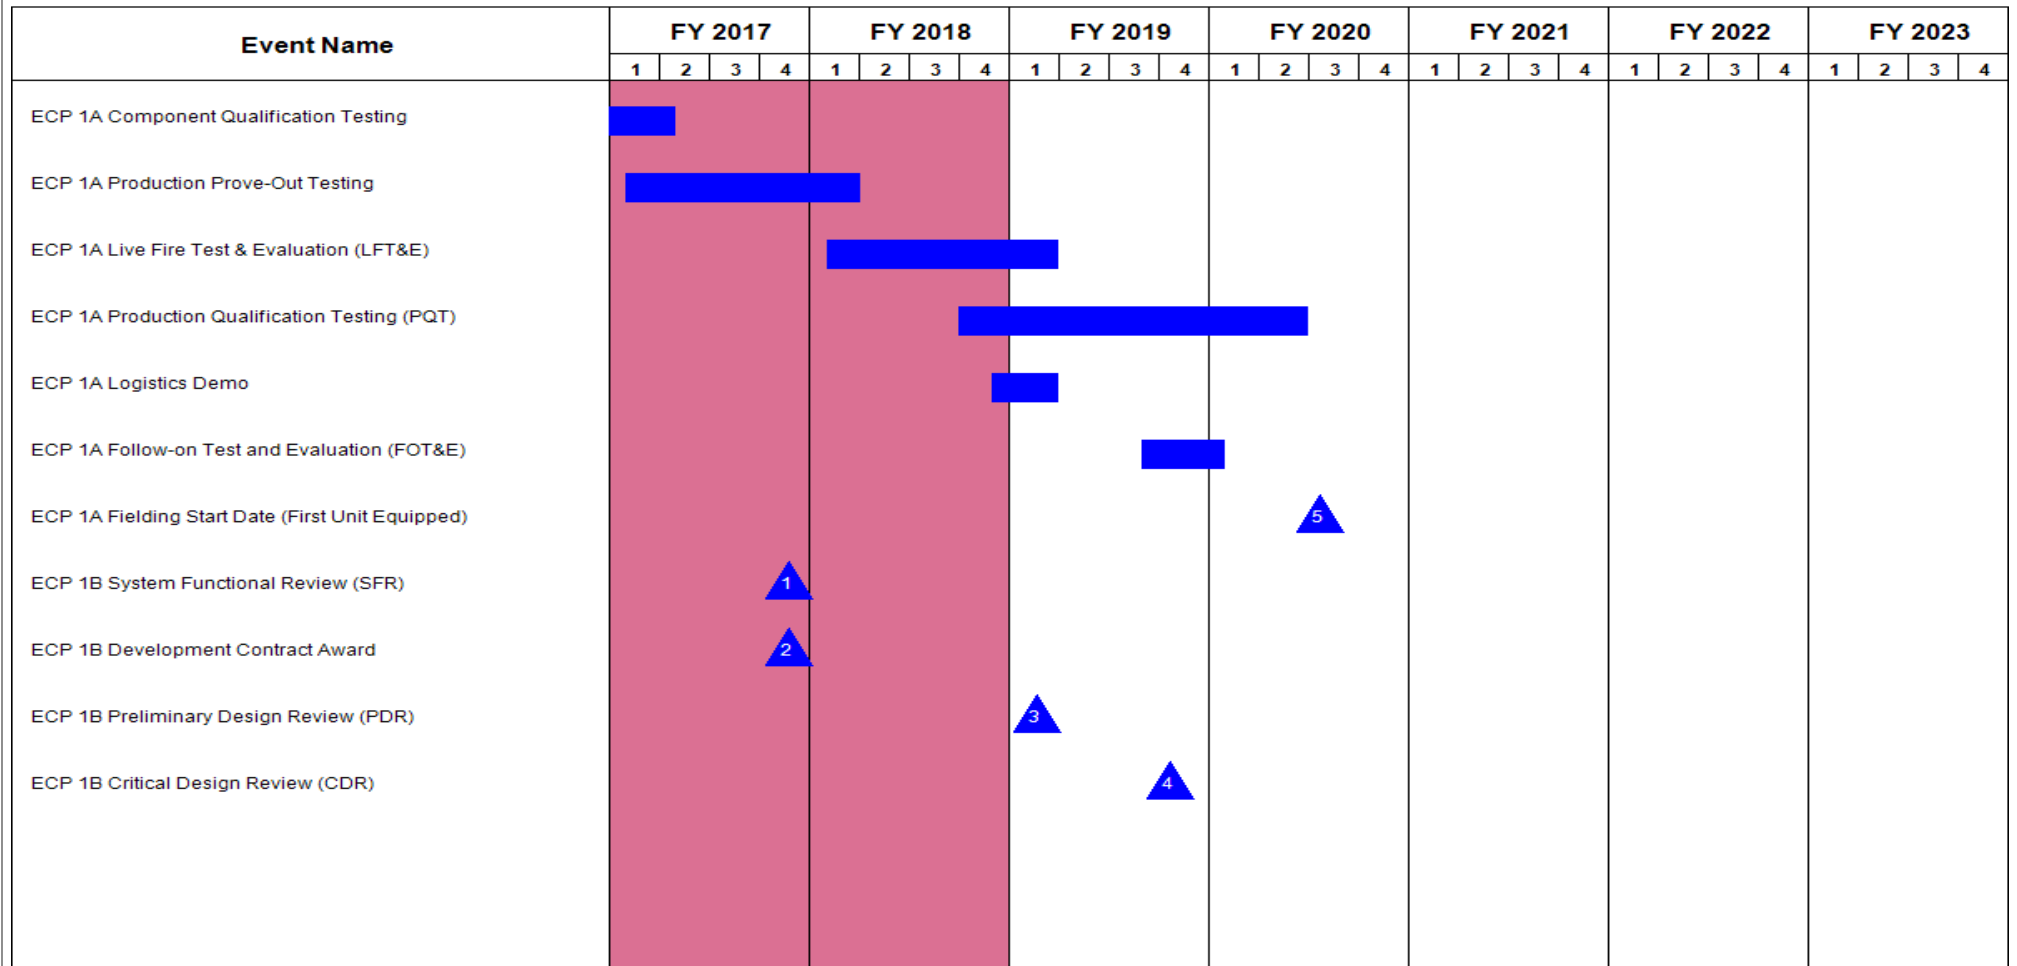 Event Name
FY 2017 FY 2018 FY 2019 FY 2020 FY 2021 FY 2022 FY 2023
1 2 3 4 1 2 3 4 1 2 3 4 1 2 3 4 1 2 3 4 1 2 3 4 1 2 3 4
ECP 1A Component Qualification Testing
ECP 1A Production Prove-Out Testing
ECP 1A Live Fire Test & Evaluation (LFT&E)
ECP 1A Production Qualification Testing (PQT)
ECP 1A Logistics Demo
ECP 1A Follow-on Test and Evaluation (FOT&E)
ECP 1A Fielding Start Date (First Unit Equipped) 5
ECP 1B System Functional Review (SFR) 1
ECP 1B Development Contract Award 2
ECP 1B Preliminary Design Review (PDR) 3
ECP 1B Critical Design Review (CDR) 4